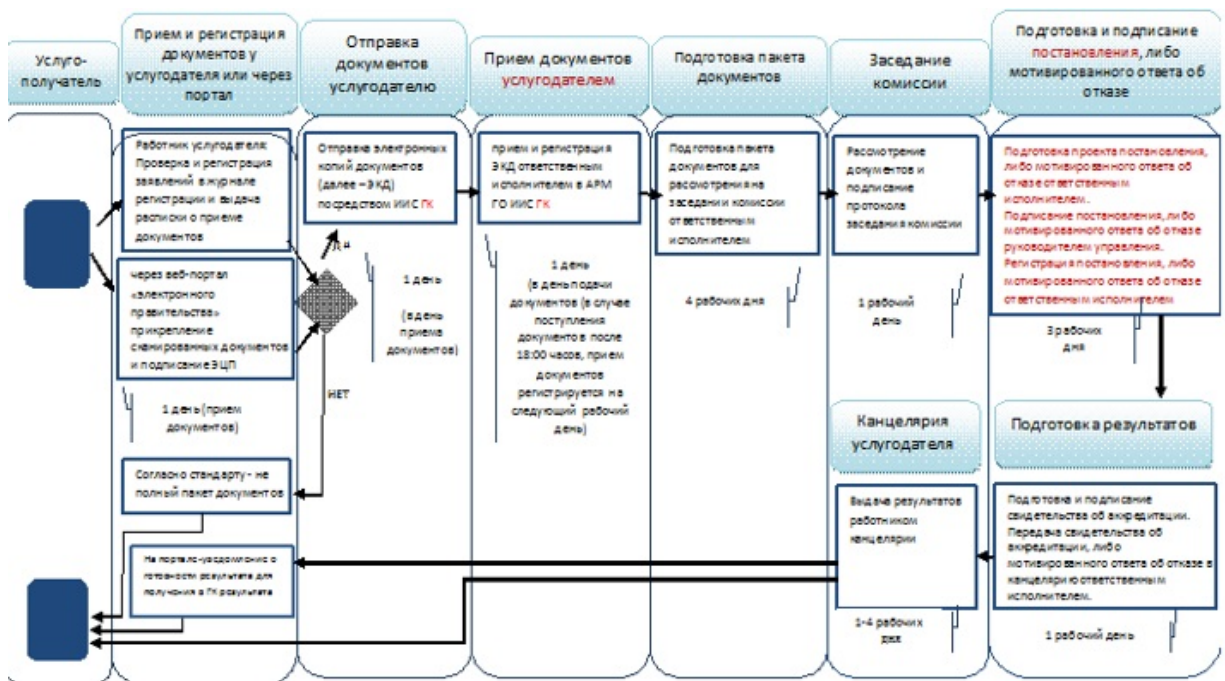 Услуго-
получатель
Прием и регистрация
документов у
услугодателя или через
портал
Отправка
документов
услугодателю
Прием документов
услугодателем
Подготовка пакета
документов
Заседание
комиссии
Подготовка и подписание
постановления, либо
мотивированного ответа об
отказе
Работник услугодателя:
Проверка и регистрация
заявлений в журнале
регистрации и выдача
расписки о приеме
документов
через веб-портал
«электронного
правительства»
прикрепление
сканированных документов
и подписание ЭЦП
1 день (прием
документов)
Согласно стандарту - не
полный пакет документов
На портале-уведомление о
готовности результата для
получения в ГК результата
Отправка электронных
копий документов
(далее – ЭКД)
посредством ИИС ГК
ДА
НЕТ
1 день
(в день
приема
документов)
прием и регистрация
ЭКД ответственным
исполнителем в АРМ
ГО ИИС ГК
1 день
(в день подачи
документов (в случае
поступления
документов после
18:00 часов, прием
документов
регистрируется на
следующий рабочий
день)
Подготовка пакета
документов для
рассмотрения на
заседании комиссии
ответственным
исполнителем
4 рабочих дня
Рассмотрение
документов и
подписание
протокола
заседания комиссии
1 рабочий
день
Подготовка проекта постановления,
либо мотивированного ответа об
отказе ответственным
исполнителем.
Подписание постановления, либо
мотивированного ответа об отказе
руководителем управления.
Регистрация постановления, либо
мотивированного ответа об отказе
ответственным исполнителем
3 рабочих
дня
Канцелярия
услугодателя
Подготовка результатов
Выдача результатов
работником
канцелярии
1-4 рабочих
дня
Подготовка и подписание
свидетельства об аккредитации.
Передача свидетельства об
аккредитации, либо
мотивированного ответа об отказе в
канцелярию ответственным
исполнителем.
1 рабочий день